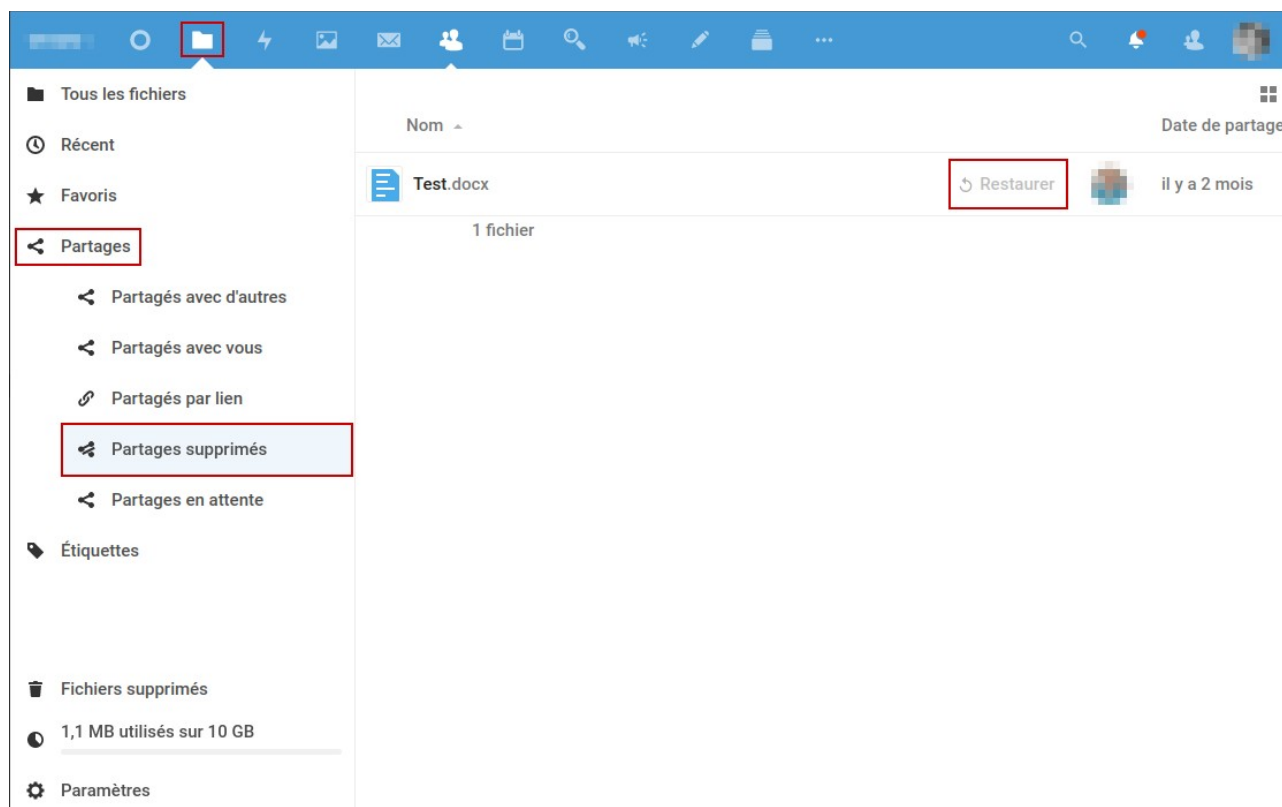 Tous les fichiers
Récent
Favoris
Partages
Partagés avec d'autres
Partagés avec vous
Partagés par lien
Partages supprimés
Partages en attente
Étiquettes
Fichiers supprimés
1,1 MB utilisés sur 10 GB
Paramètres
Nom Date de partage
Test.docx Restaurer il y a 2 mois
1 fichier